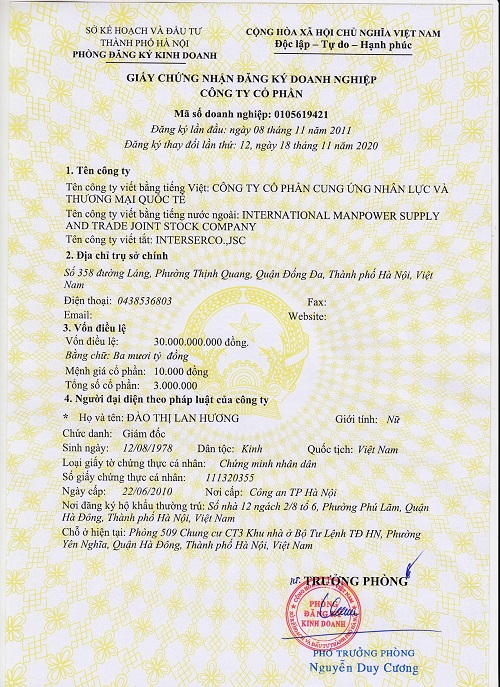 SỞ KẾ HOẠCH VÀ ĐẦU TƯ
THÀNH PHỐ HÀ NỘI
PHÒNG ĐĂNG KÝ KINH DOANH
CỘNG HÒA XÃ HỘI CHỦ NGHĨA VIỆT NAM
Độc lập – Tự do – Hạnh phúc
GIẤY CHỨNG NHẬN ĐĂNG KÝ DOANH NGHIỆP
CÔNG TY CỔ PHẦN
Mã số doanh nghiệp: 0105619421
Đăng ký lần đầu: ngày 08 tháng 11 năm 2011
Đăng ký thay đổi lần thứ: 12, ngày 18 tháng 11 năm 2020
1. Tên công ty
Tên công ty viết bằng tiếng Việt: CÔNG TY CỔ PHẦN CUNG ỨNG NHÂN LỰC VÀ
THƯƠNG MẠI QUỐC TẾ
Tên công ty viết bằng tiếng nước ngoài: INTERNATIONAL MANPOWER SUPPLY
AND TRADE JOINT STOCK COMPANY
Tên công ty viết tắt: INTERSERCO.,JSC
2. Địa chỉ trụ sở chính
Số 358 đường Láng, Phường Thịnh Quang, Quận Đống Đa, Thành phố Hà Nội, Việt
Nam
Điện thoại: 0438536803 Fax:
Email: Website:
3. Vốn điều lệ
Vốn điều lệ: 30.000.000.000 đồng.
Bằng chữ: Ba mươi tỷ đồng
Mệnh giá cổ phần: 10.000 đồng
Tổng số cổ phần: 3.000.000
4. Người đại diện theo pháp luật của công ty
* Họ và tên: ĐÀO THỊ LAN HƯƠNG Giới tính: Nữ
Chức danh: Giám đốc
Sinh ngày: 12/08/1978 Dân tộc: Kinh Quốc tịch: Việt Nam
Loại giấy tờ chứng thực cá nhân: Chứng minh nhân dân
Số giấy chứng thực cá nhân: 111320355
Ngày cấp: 22/06/2010 Nơi cấp: Công an TP Hà Nội
Nơi đăng ký hộ khẩu thường trú: Số nhà 12 ngách 2/8 tổ 6, Phường Phú Lãm, Quận
Hà Đông, Thành phố Hà Nội, Việt Nam
Chỗ ở hiện tại: Phòng 509 Chung cư CT3 Khu nhà ở Bộ Tư Lệnh TĐ HN, Phường
Yên Nghĩa, Quận Hà Đông, Thành phố Hà Nội, Việt Nam
TRƯỞNG PHÒNG
PHÒNG
ĐĂNG KÝ
KINH DOANH
PHÓ TRƯỞNG PHÒNG
Nguyễn Duy Cương